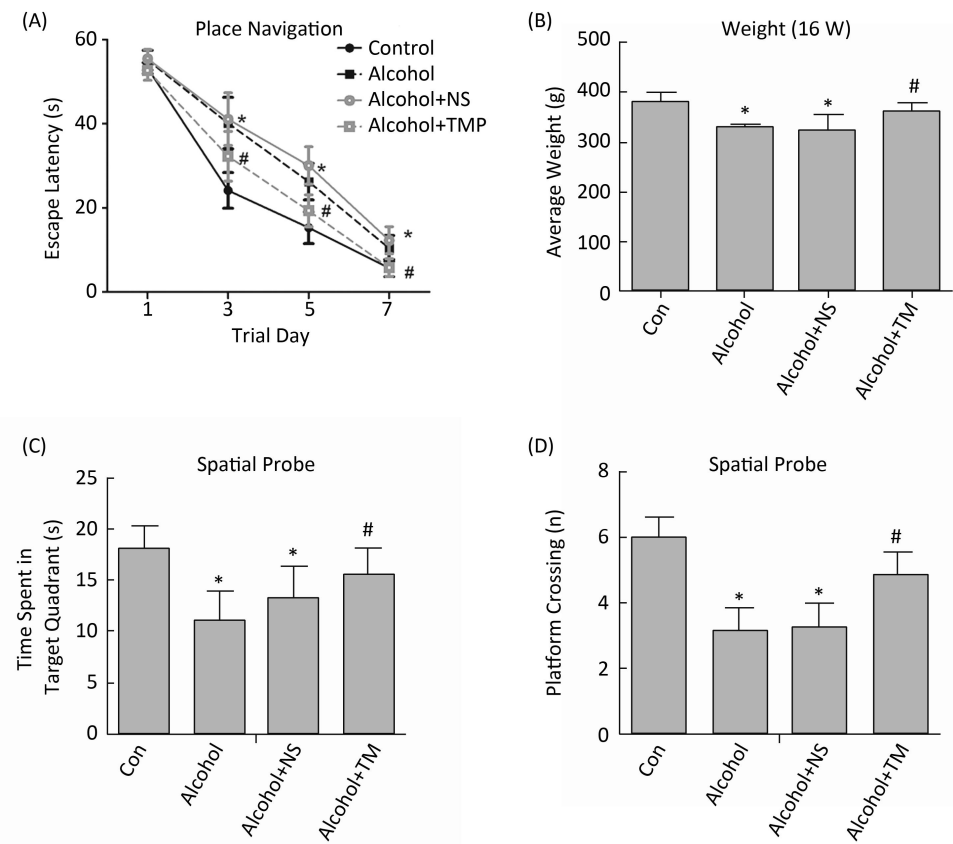 (A)
Place Navigation
Escape Latency (s)
60
40
20
0
1
3
5
7
Trial Day
Control
Alcohol
Alcohol+NS
Alcohol+TMP
*
#
*
#
*
#
(B)
Weight (16 W)
Average Weight (g)
500
400
300
200
100
0
*
*
#
Con
Alcohol
Alcohol+NS
Alcohol+TM
(C)
Spatial Probe
Time Spent in
Target Quadrant (s)
25
20
15
10
5
0
*
*
#
Con
Alcohol
Alcohol+NS
Alcohol+TM
(D)
Spatial Probe
Platform Crossing (n)
8
6
4
2
0
*
*
#
Con
Alcohol
Alcohol+NS
Alcohol+TM